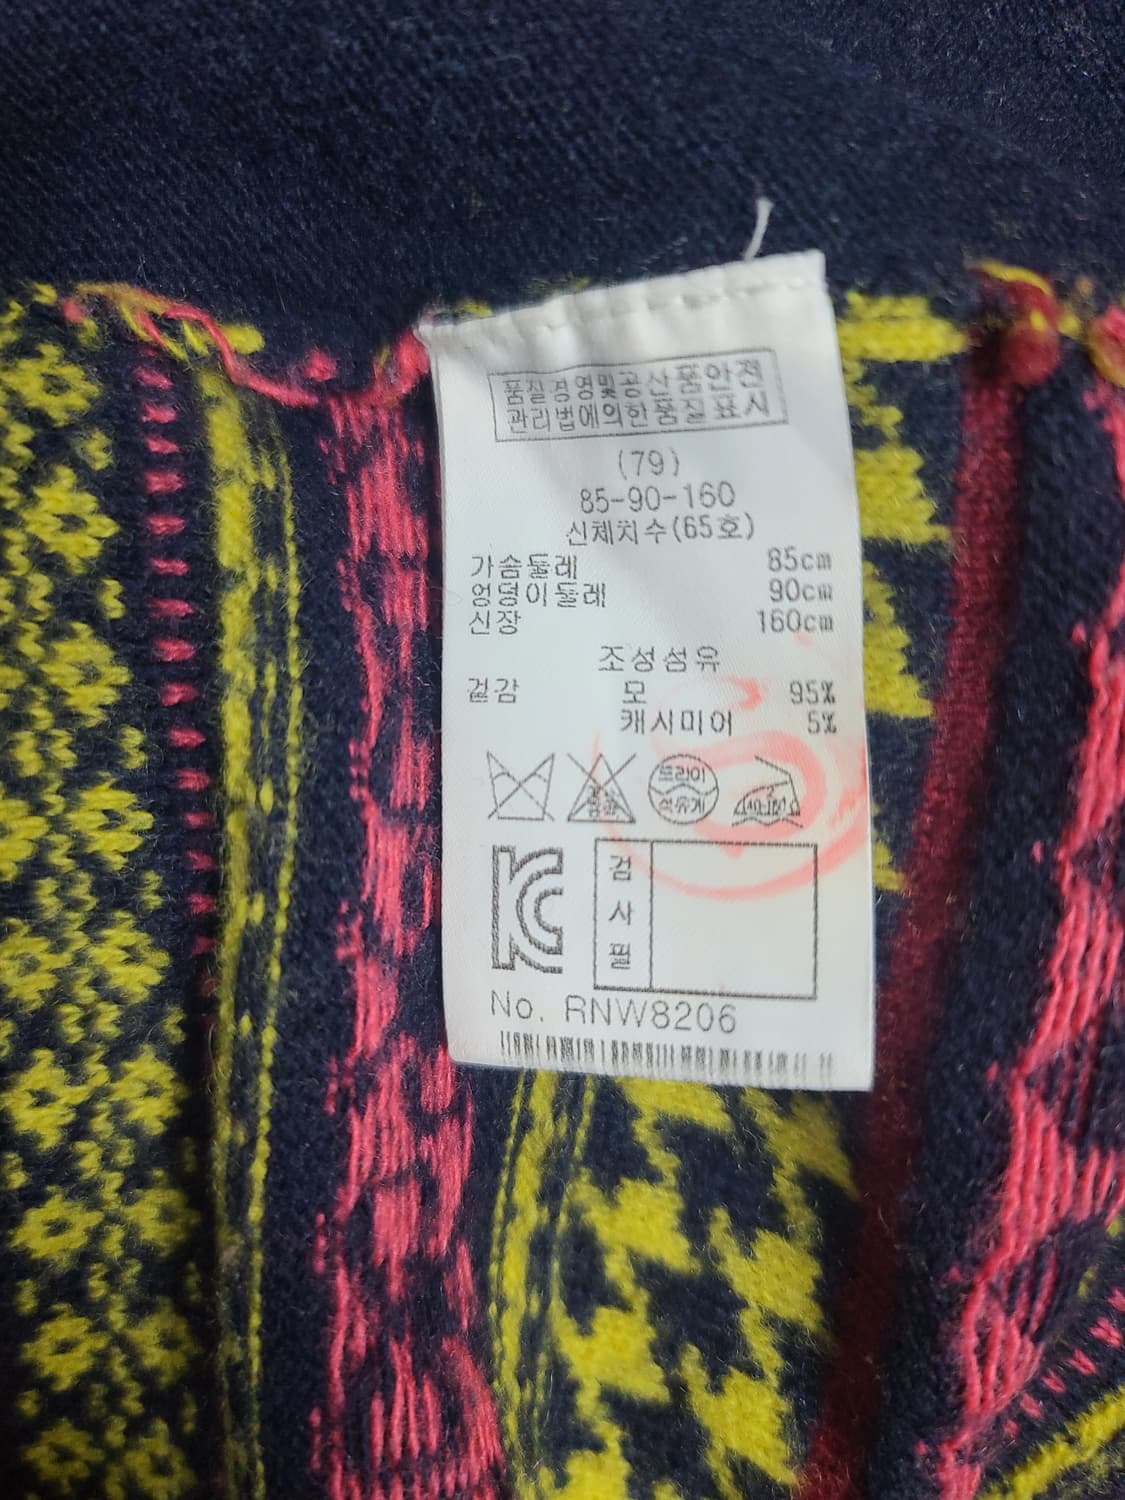 품질경영및공산품안전
관리법에의한품질표시
(79)
85-90-160
신체치수(65호)
가슴둘레 85cm
엉덩이둘레 90cm
신장 160cm
조성섬유
겉감 모 95%
캐시미어 5%
드라이
석유계
KC
검사필
No. RNW8206